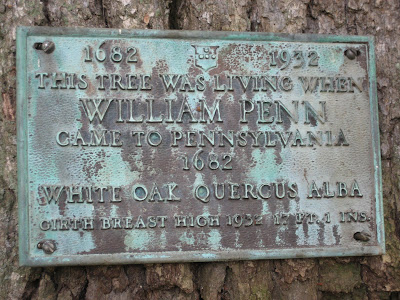 1682 1932
THIS TREE WAS LIVING WHEN
WILLIAM PENN
CAME TO PENNSYLVANIA
1682
WHITE OAK QUERCUS ALBA
GIRTH BREAST HIGH 1932 17 FT. 1 INS.